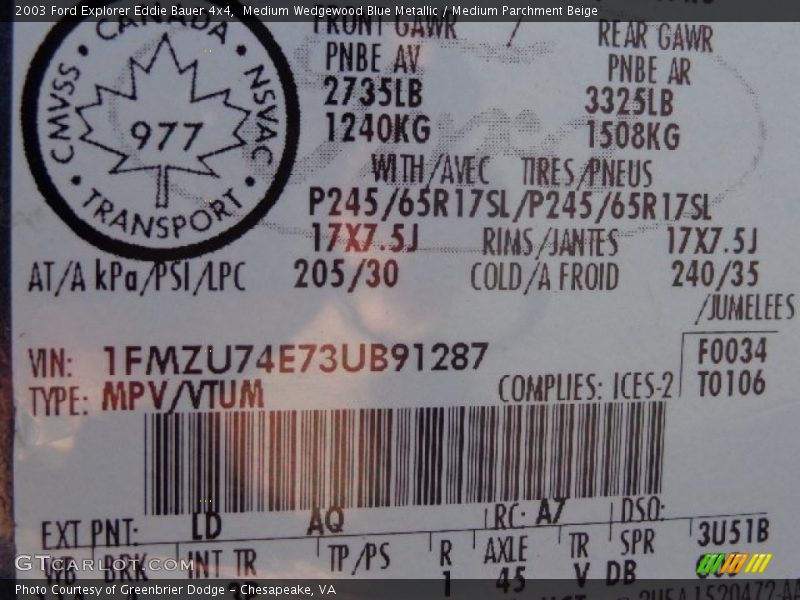 2003 Ford Explorer Eddie Bauer 4x4, Medium Wedgewood Blue Metallic / Medium Parchment Beige
CANADA • NSVAC • TRANSPORT • CMVSS •
977
FRONT GAWR REAR GAWR
PNBE AV PNBE AR
2735LB 3325LB
1240KG 1508KG
WITH/AVEC TIRES/PNEUS
P245/65R17SL/P245/65R17SL
17X7.5J RIMS/JANTES 17X7.5J
AT/A kPa/PSI/LPC 205/30 COLD/A FROID 240/35
/JUMELEES
VIN: 1FMZU74E73UB91287 F0034
TYPE: MPV/VTUM COMPLIES: ICES-2 T0106
EXT PNT: LD AQ RC: A7 DSO: 3U51B
WB BRK INT TR TP/PS R AXLE TR SPR
1 45 V DB
GTCarLot.com
Photo Courtesy of Greenbrier Dodge - Chesapeake, VA